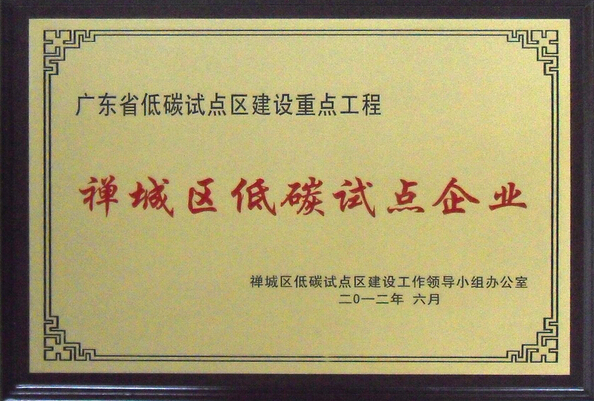 广东省低碳试点区建设重点工程
禅城区低碳试点企业
禅城区低碳试点区建设工作领导小组办公室
二0一二年 六月